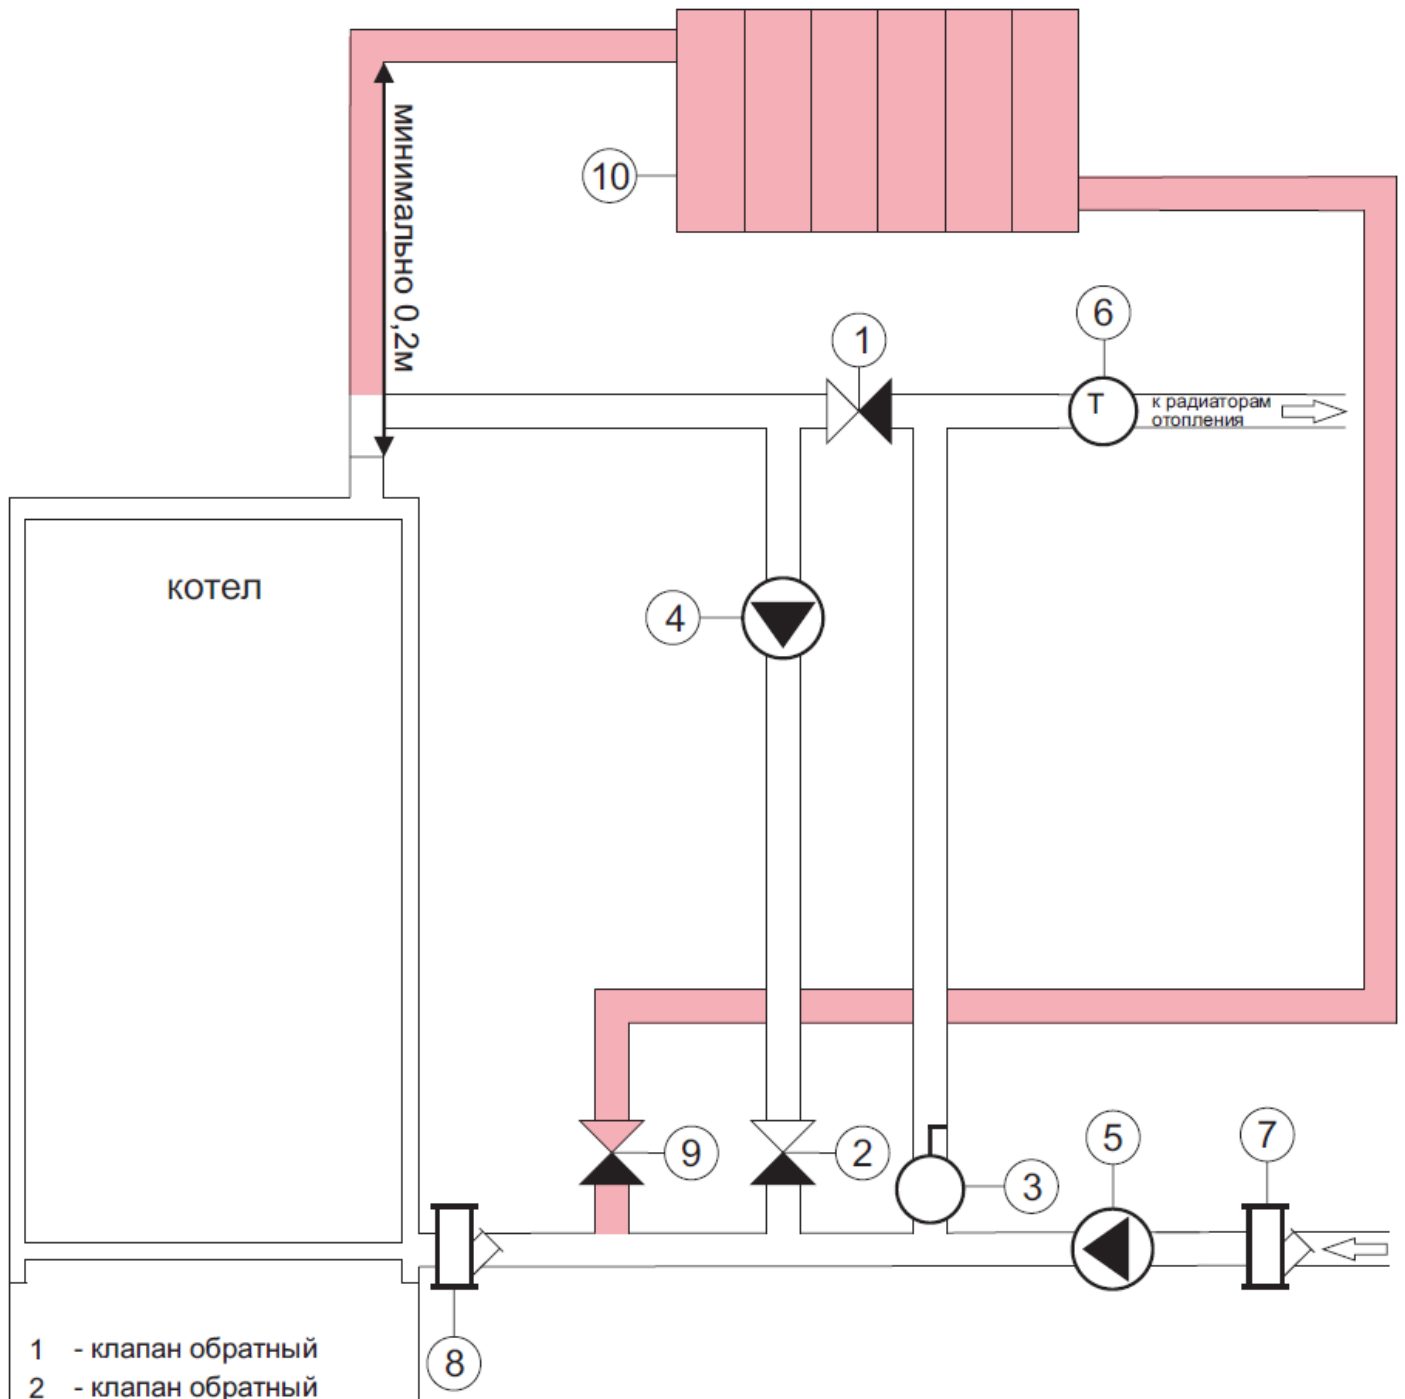 минимально 0,2м
10
6
1
T
к радиаторам
отопления
котел
4
5
7
9
2
3
1 - клапан обратный
8
2 - клапан обратный